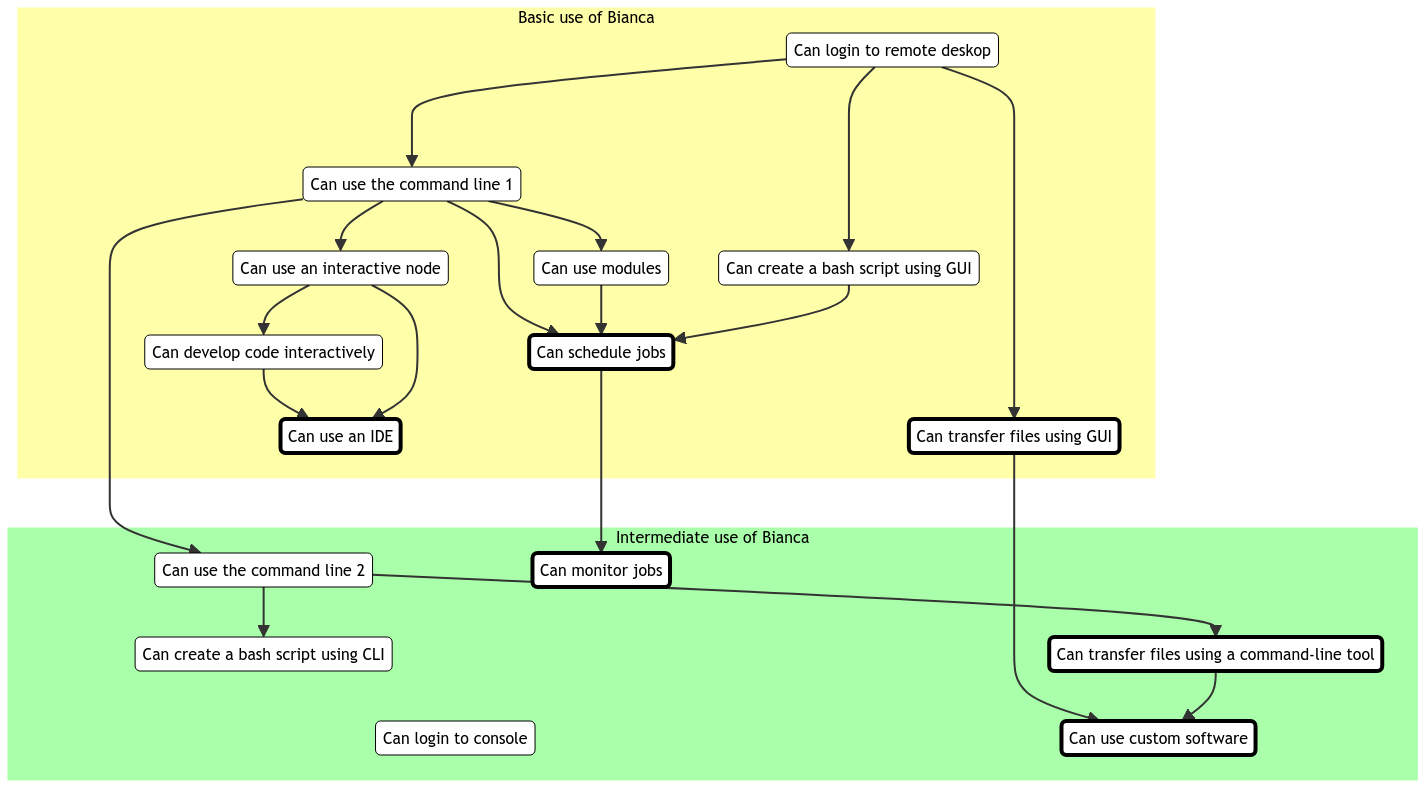 Basic use of Bianca
Can login to remote deskop
Can use the command line 1
Can use an interactive node
Can use modules
Can create a bash script using GUI
Can develop code interactively
Can schedule jobs
Can use an IDE
Can transfer files using GUI
Intermediate use of Bianca
Can use the command line 2
Can monitor jobs
Can create a bash script using CLI
Can transfer files using a command-line tool
Can login to console
Can use custom software